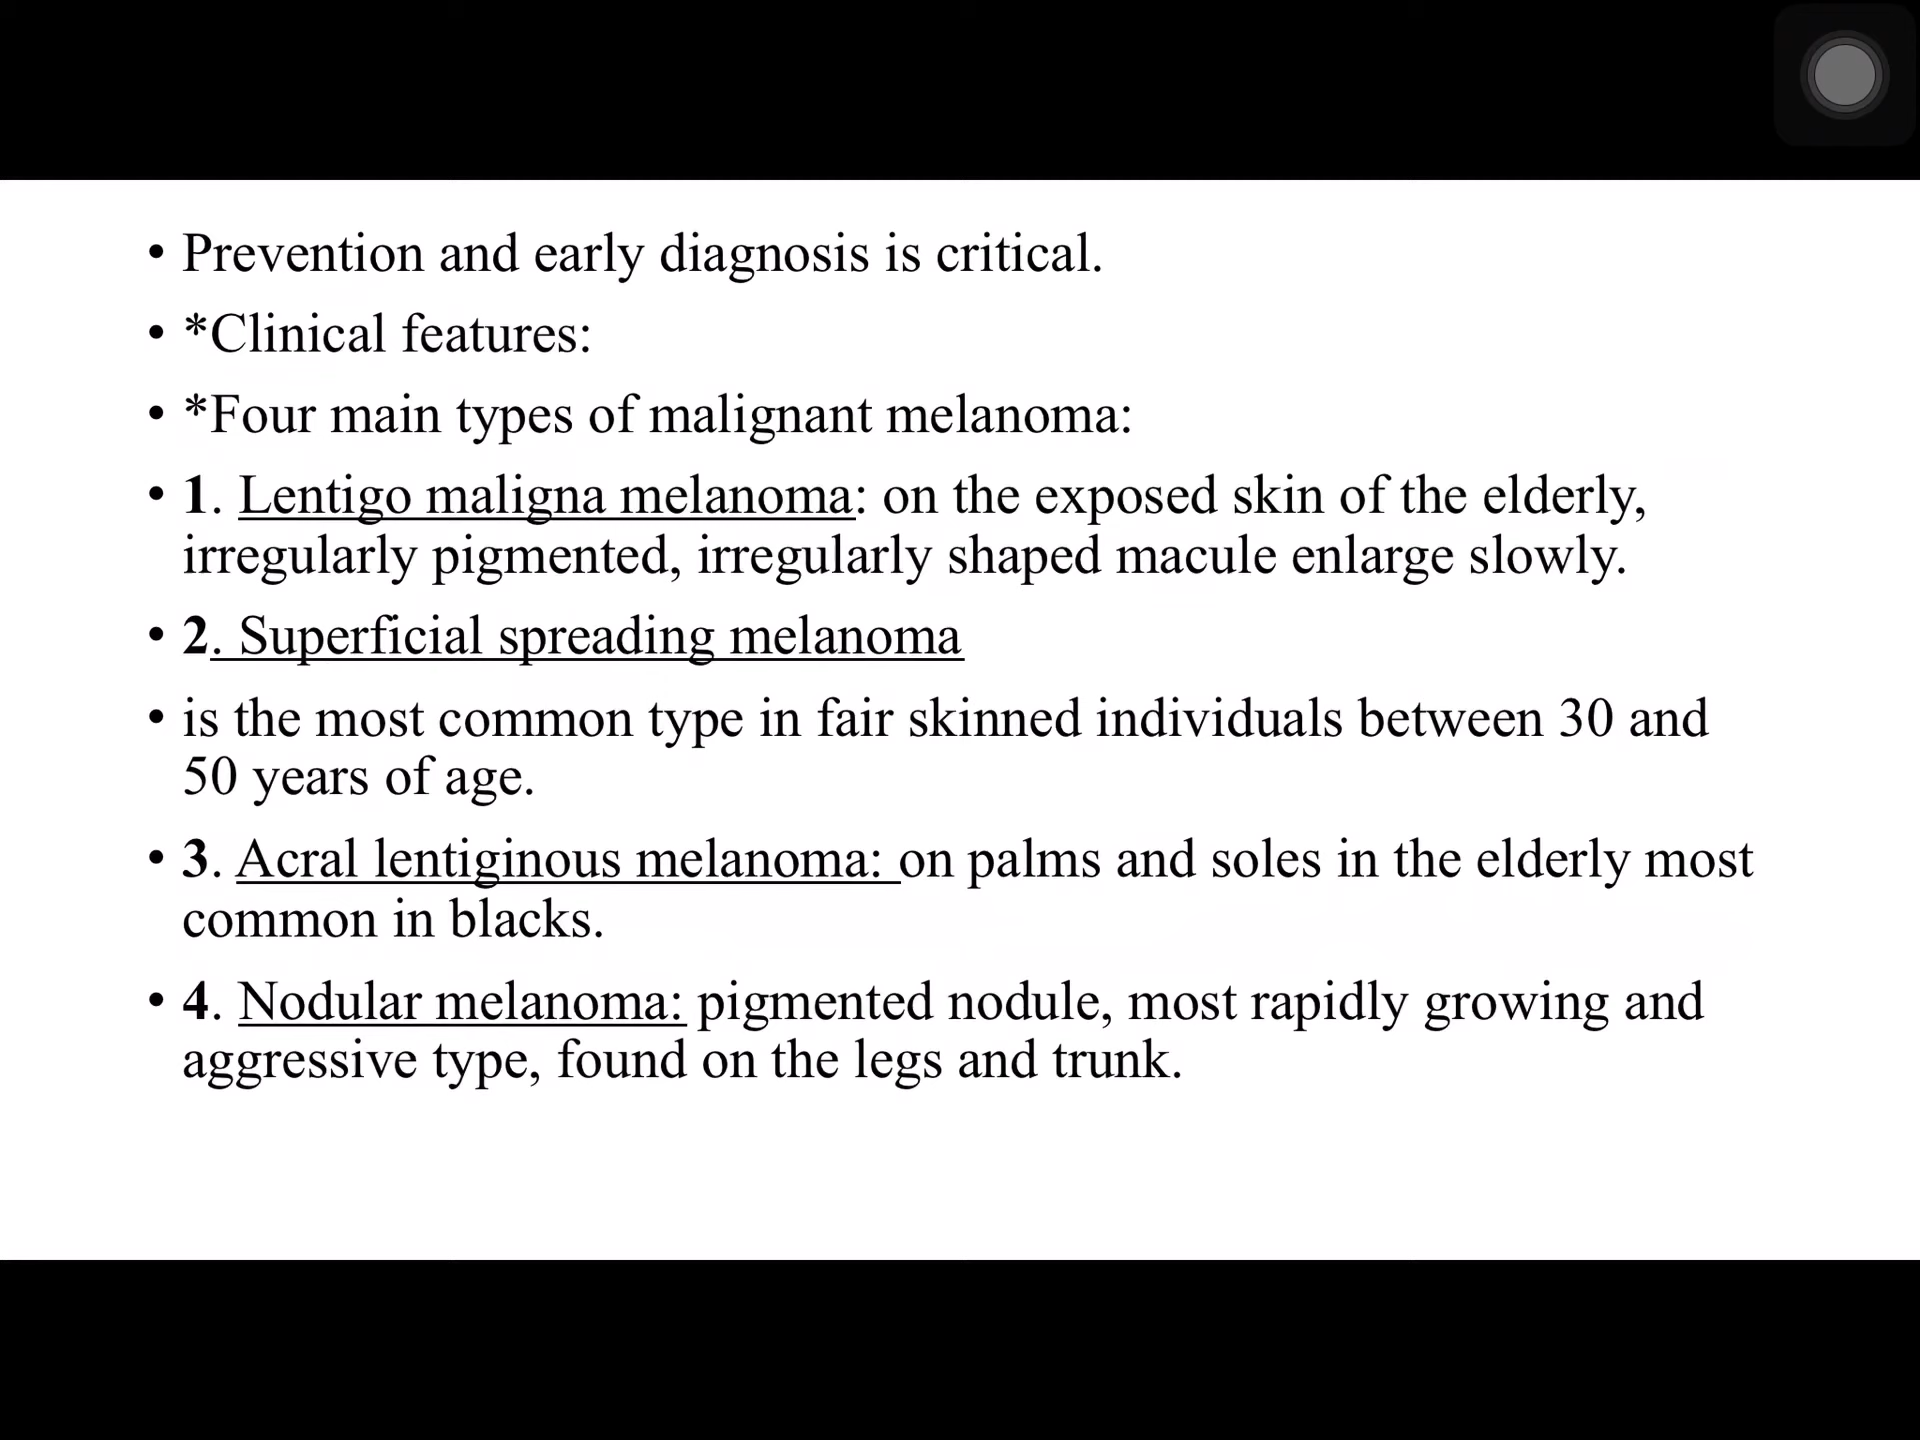 • Prevention and early diagnosis is critical.
• *Clinical features:
• *Four main types of malignant melanoma:
• 1. Lentigo maligna melanoma: on the exposed skin of the elderly,
irregularly pigmented, irregularly shaped macule enlarge slowly.
• 2. Superficial spreading melanoma
• is the most common type in fair skinned individuals between 30 and
50 years of age.
• 3. Acral lentiginous melanoma: on palms and soles in the elderly most
common in blacks.
• 4. Nodular melanoma: pigmented nodule, most rapidly growing and
aggressive type, found on the legs and trunk.